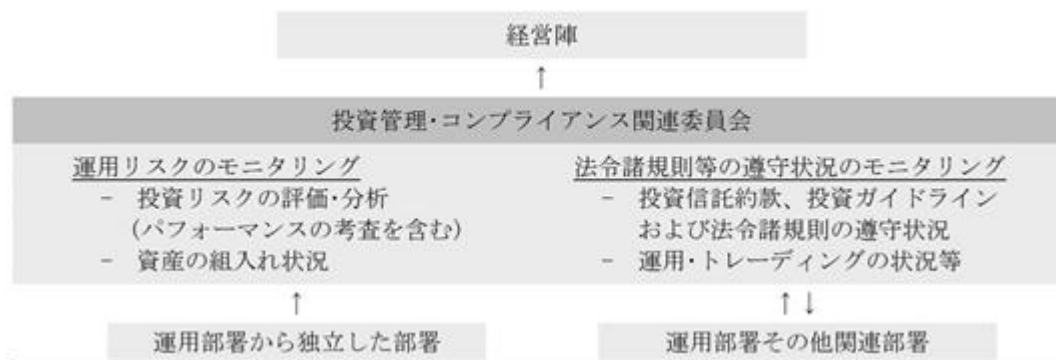 経営陣
↑
投資管理・コンプライアンス関連委員会
運用リスクのモニタリング
－ 投資リスクの評価・分析
(パフォーマンスの考査を含む)
－ 資産の組入れ状況
法令諸規則等の遵守状況のモニタリング
－ 投資信託約款、投資ガイドライン
および法令諸規則の遵守状況
－ 運用・トレーディングの状況等
↑
↑↓
運用部署から独立した部署
運用部署その他関連部署